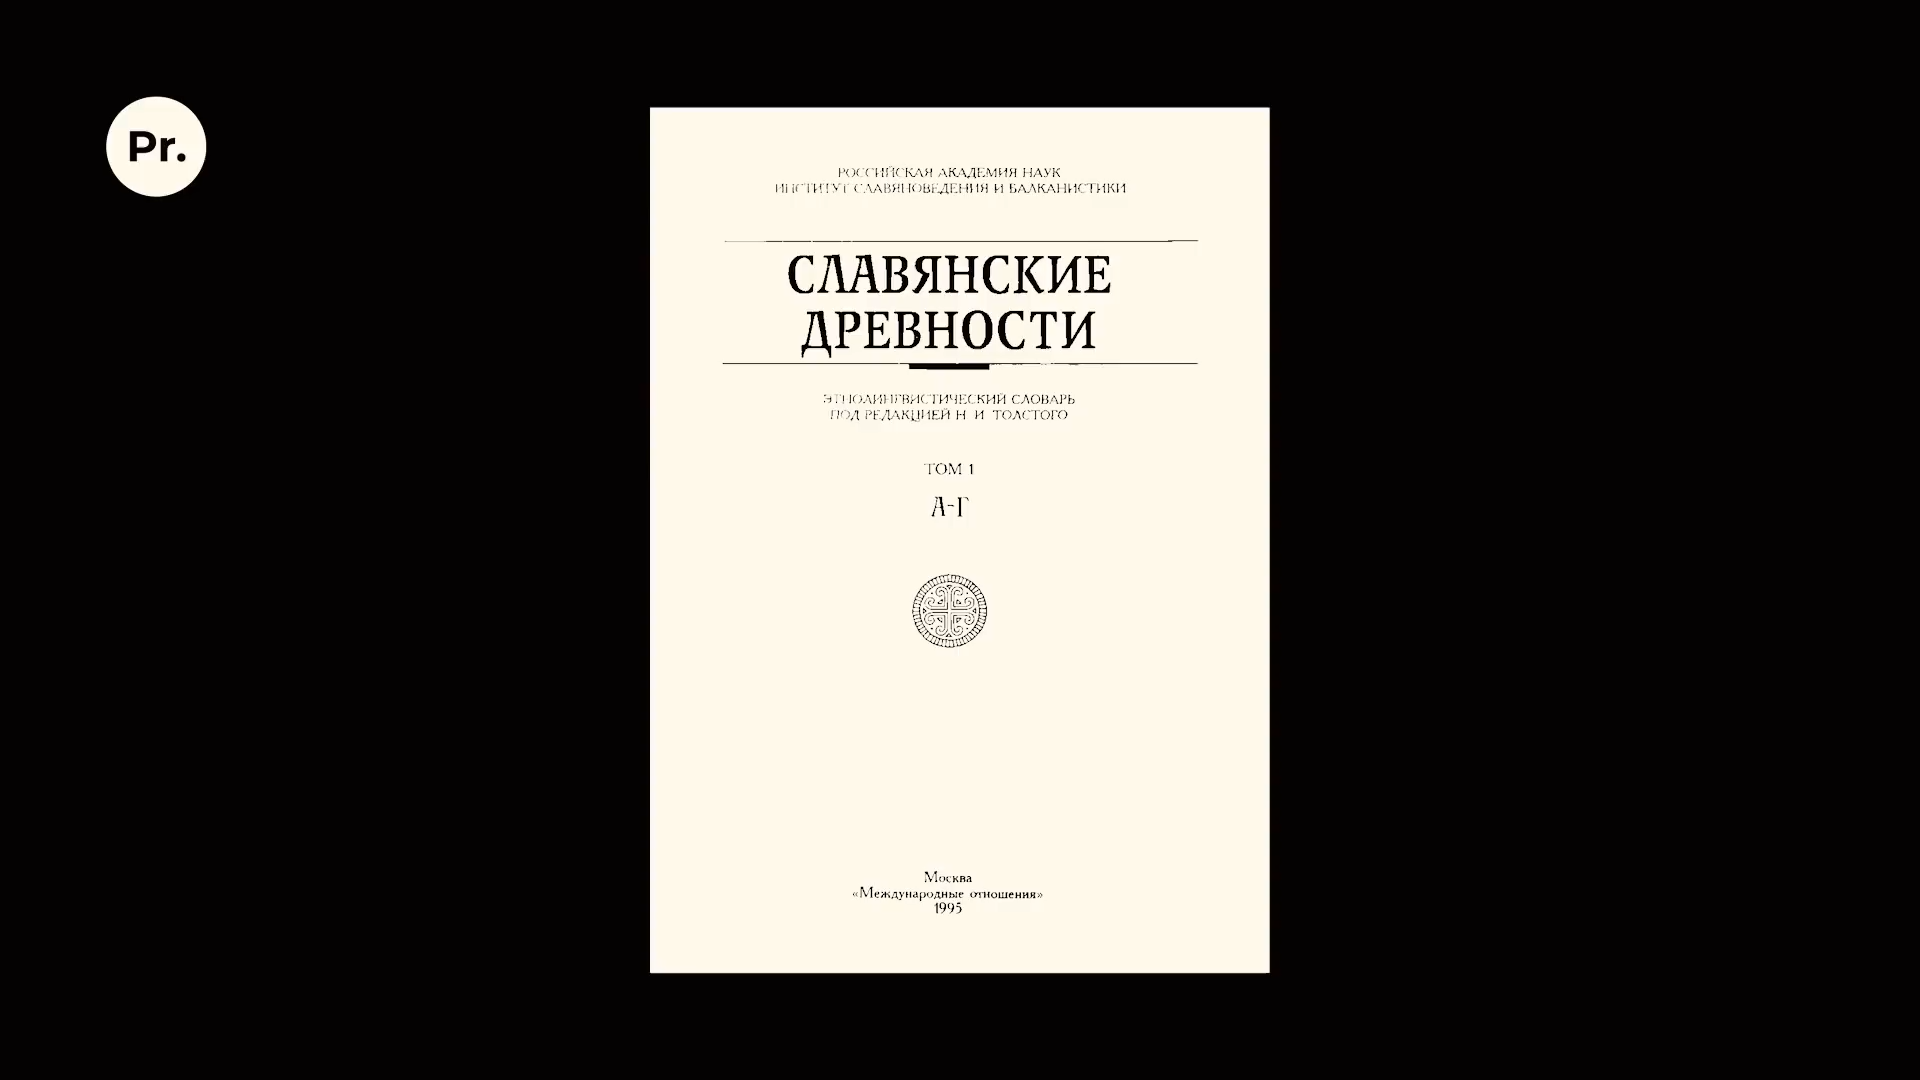 Pr.
РОССИЙСКАЯ АКАДЕМИЯ НАУК
ИНСТИТУТ СЛАВЯНОВЕДЕНИЯ И БАЛКАНИСТИКИ
СЛАВЯНСКИЕ
ДРЕВНОСТИ
ЭТНОЛИНГВИСТИЧЕСКИЙ СЛОВАРЬ
ПОД РЕДАКЦИЕЙ Н И ТОЛСТОГО
ТОМ 1
А-Г
Москва
«Международные отношения»
1995